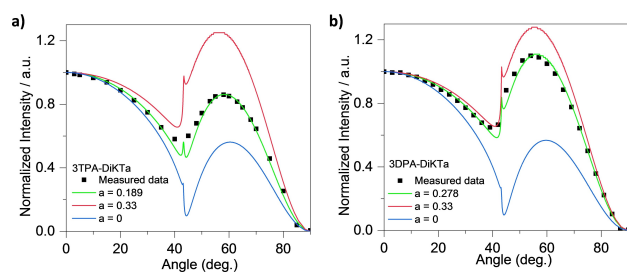 a)
Normalized Intensity / a.u.
1.2
0.8
0.4
0.0
3TPA-DiKTa
Measured data
a = 0.189
a = 0.33
a = 0
0 20 40 60 80
Angle (deg.)
b)
Normalized Intensity / a.u.
1.2
0.8
0.4
0.0
3DPA-DiKTa
Measured data
a = 0.278
a = 0.33
a = 0
0 20 40 60 80
Angle (deg.)